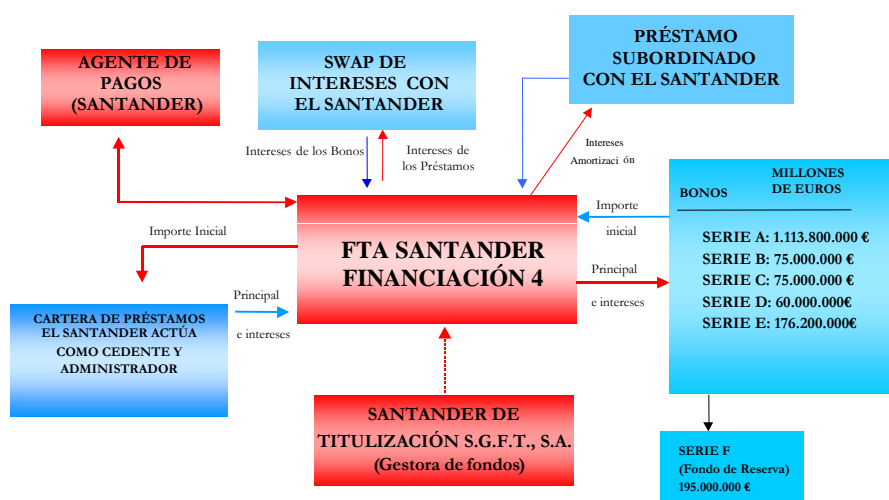 AGENTE DE
PAGOS
(SANTANDER)
SWAP DE
INTERESES CON
EL SANTANDER
PRÉSTAMO
SUBORDINADO
CON EL SANTANDER
Intereses de los Bonos
Intereses de
los Préstamos
Intereses
Amortizaci ón
MILLONES
DE EUROS
BONOS
SERIE A: 1.113.800.000 €
SERIE B: 75.000.000 €
SERIE C: 75.000.000 €
SERIE D: 60.000.000€
SERIE E: 176.200.000€
Importe
inicial
Principal
e intereses
Importe Inicial
FTA SANTANDER
FINANCIACIÓN 4
CARTERA DE PRÉSTAMOS
EL SANTANDER ACTÚA
COMO CEDENTE Y
ADMINISTRADOR
Principal
e intereses
SANTANDER DE
TITULIZACIÓN S.G.F.T., S.A.
(Gestora de fondos)
SERIE F
(Fondo de Reserva)
195.000.000 €